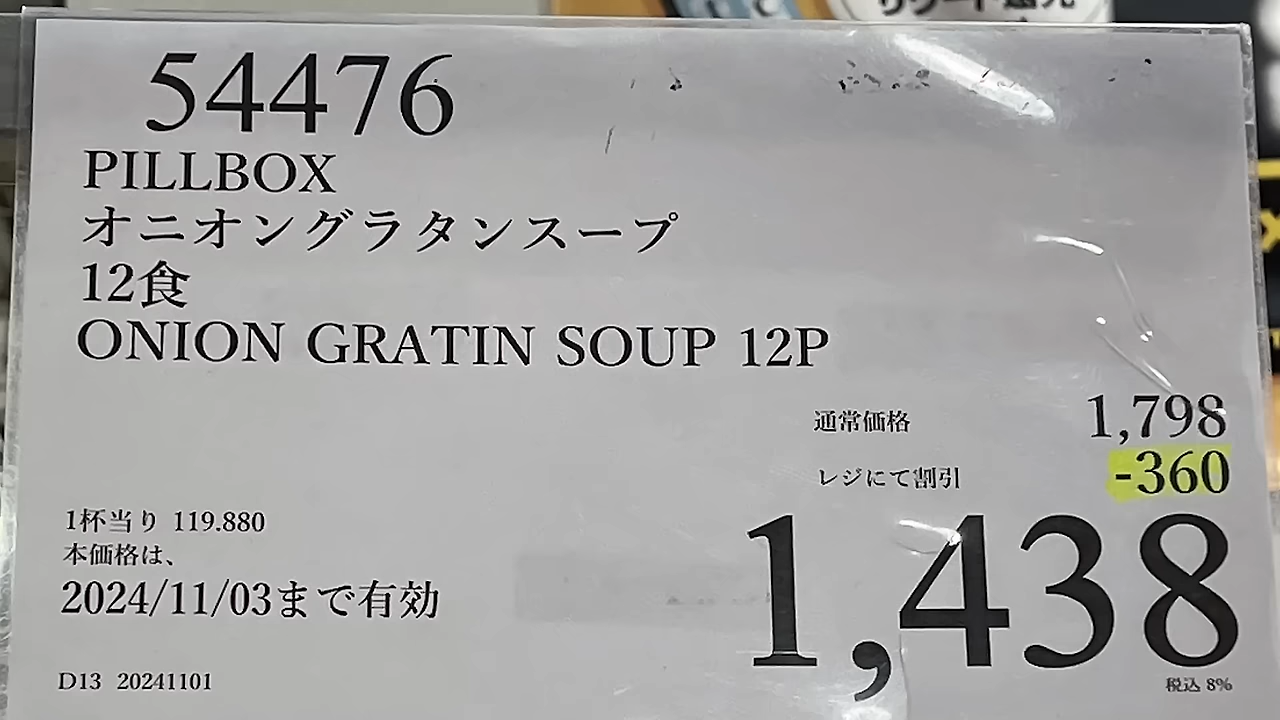 54476
PILLBOX
オニオングラタンスープ
12食
ONION GRATIN SOUP 12P
通常価格 1,798
レジにて割引 -360
1,438
税込 8%
1杯当り 119.880
本価格は、
2024/11/03まで有効
D13 20241101